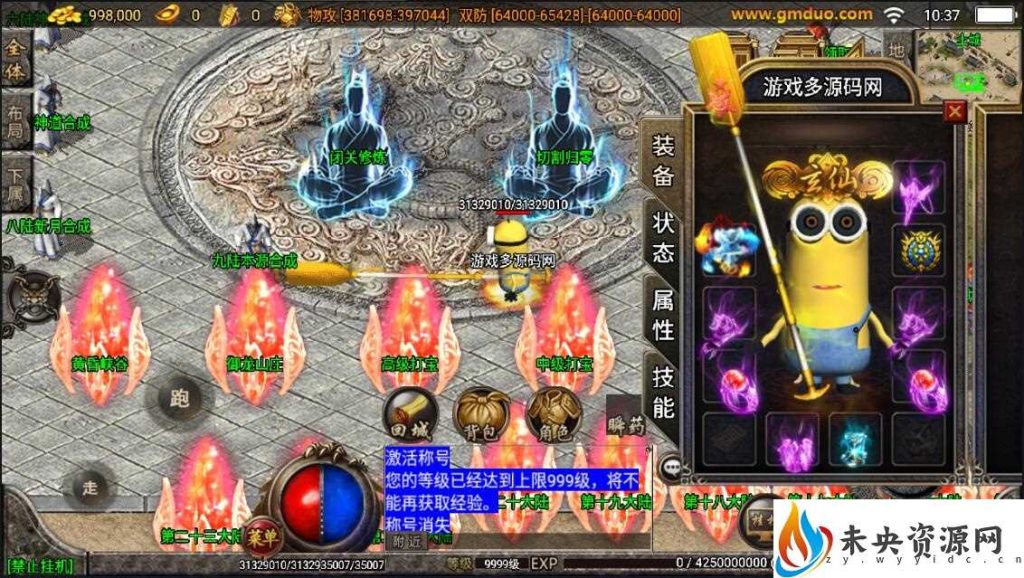 998,000
0
0
物攻[381698-397044] 双防[64000-65428]-[64000-64000]
www.gmduo.com
10:37
全体
布局
下属
神道合成
八陆新月合成
闭关修炼
切割归零
31329010/31329010
九陆本源合成
游戏多源码网
黄昏峡谷
御龙山庄
高级打宝
中级打宝
跑
走
回城
背包
角色
瞬药
地
土城
游戏多源码网
玄仙
装备
状态
属性
技能
激活称号
您的等级已经达到上限999级，将不
能再获取经验。
称号消失
附近
第二十三大陆
二十大陆
第十九大陆
第十八大
菜单
[禁止挂机]
31329010/3132935007/35007
等级 9999级 EXP
0 / 4250000000
未央资源网
zy.wyyidc.cn